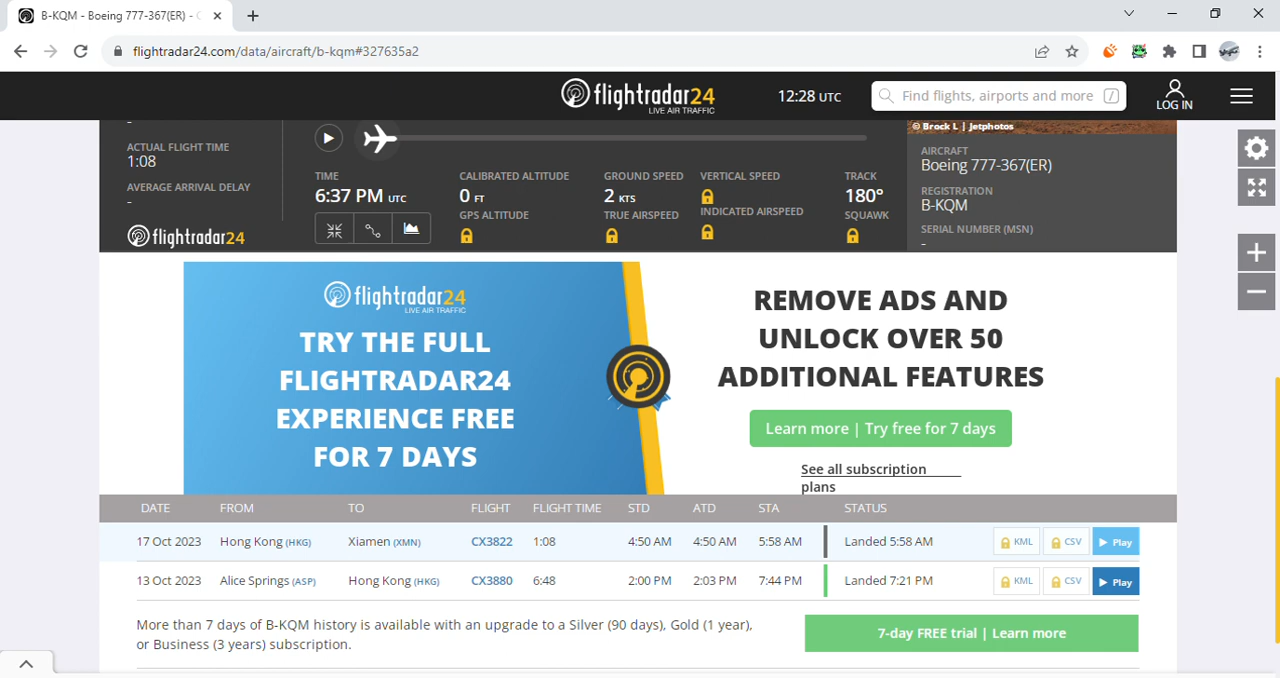 B-KQM - Boeing 777-367(ER) -
flightradar24.com/data/aircraft/b-kqm#327635a2
flightradar24
LIVE AIR TRAFFIC
12:28 UTC
Find flights, airports and more /
LOG IN
-
ACTUAL FLIGHT TIME
1:08
AVERAGE ARRIVAL DELAY
-
flightradar24
TIME
6:37 PM UTC
CALIBRATED ALTITUDE
0 FT
GPS ALTITUDE
GROUND SPEED
2 KTS
TRUE AIRSPEED
VERTICAL SPEED
INDICATED AIRSPEED
TRACK
180°
SQUAWK
© Brock L | Jetphotos
AIRCRAFT
Boeing 777-367(ER)
REGISTRATION
B-KQM
SERIAL NUMBER (MSN)
-
flightradar24
LIVE AIR TRAFFIC
TRY THE FULL
FLIGHTRADAR24
EXPERIENCE FREE
FOR 7 DAYS
REMOVE ADS AND
UNLOCK OVER 50
ADDITIONAL FEATURES
Learn more | Try free for 7 days
See all subscription
plans
DATE FROM TO FLIGHT FLIGHT TIME STD ATD STA STATUS
17 Oct 2023 Hong Kong (HKG) Xiamen (XMN) CX3822 1:08 4:50 AM 4:50 AM 5:58 AM Landed 5:58 AM KML CSV Play
13 Oct 2023 Alice Springs (ASP) Hong Kong (HKG) CX3880 6:48 2:00 PM 2:03 PM 7:44 PM Landed 7:21 PM KML CSV Play
More than 7 days of B-KQM history is available with an upgrade to a Silver (90 days), Gold (1 year),
or Business (3 years) subscription.
7-day FREE trial | Learn more